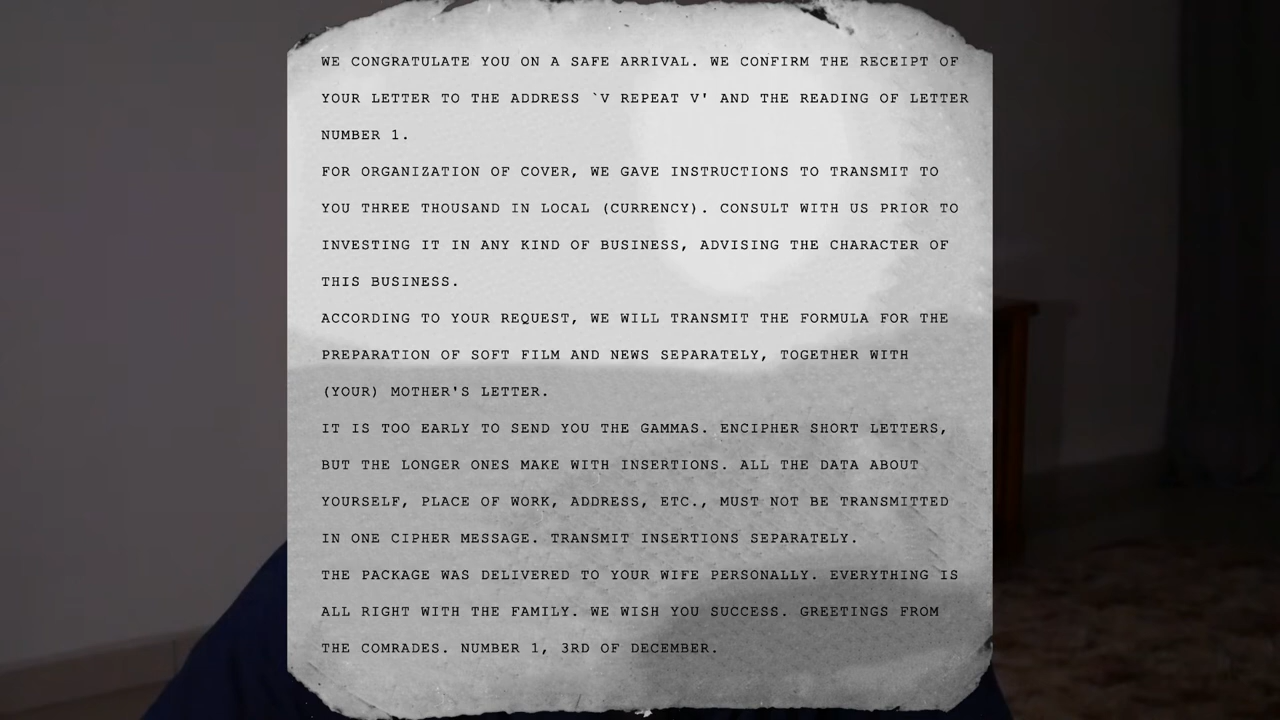 WE CONGRATULATE YOU ON A SAFE ARRIVAL. WE CONFIRM THE RECEIPT OF
YOUR LETTER TO THE ADDRESS `V REPEAT V' AND THE READING OF LETTER
NUMBER 1.
FOR ORGANIZATION OF COVER, WE GAVE INSTRUCTIONS TO TRANSMIT TO
YOU THREE THOUSAND IN LOCAL (CURRENCY). CONSULT WITH US PRIOR TO
INVESTING IT IN ANY KIND OF BUSINESS, ADVISING THE CHARACTER OF
THIS BUSINESS.
ACCORDING TO YOUR REQUEST, WE WILL TRANSMIT THE FORMULA FOR THE
PREPARATION OF SOFT FILM AND NEWS SEPARATELY, TOGETHER WITH
(YOUR) MOTHER'S LETTER.
IT IS TOO EARLY TO SEND YOU THE GAMMAS. ENCIPHER SHORT LETTERS,
BUT THE LONGER ONES MAKE WITH INSERTIONS. ALL THE DATA ABOUT
YOURSELF, PLACE OF WORK, ADDRESS, ETC., MUST NOT BE TRANSMITTED
IN ONE CIPHER MESSAGE. TRANSMIT INSERTIONS SEPARATELY.
THE PACKAGE WAS DELIVERED TO YOUR WIFE PERSONALLY. EVERYTHING IS
ALL RIGHT WITH THE FAMILY. WE WISH YOU SUCCESS. GREETINGS FROM
THE COMRADES. NUMBER 1, 3RD OF DECEMBER.